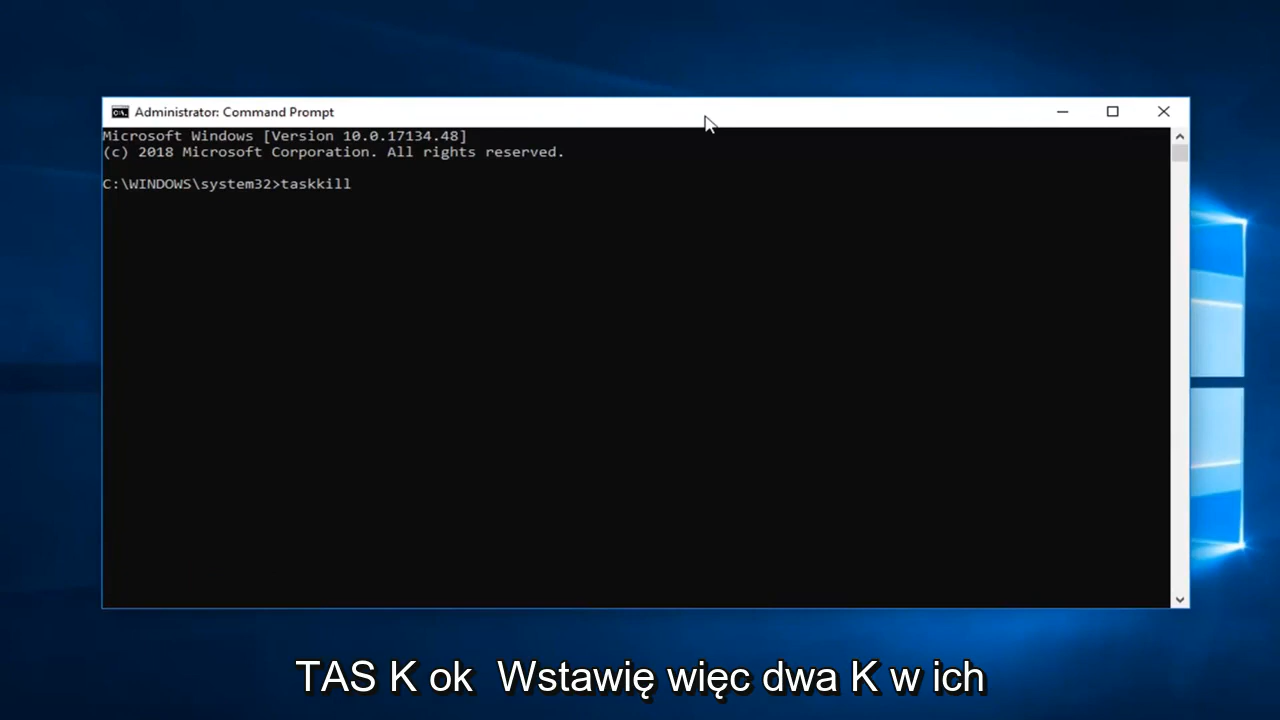 Administrator: Command Prompt
Microsoft Windows [Version 10.0.17134.48]
(c) 2018 Microsoft Corporation. All rights reserved.
C:\WINDOWS\system32>taskkill
TAS K ok  Wstawię więc dwa K w ich